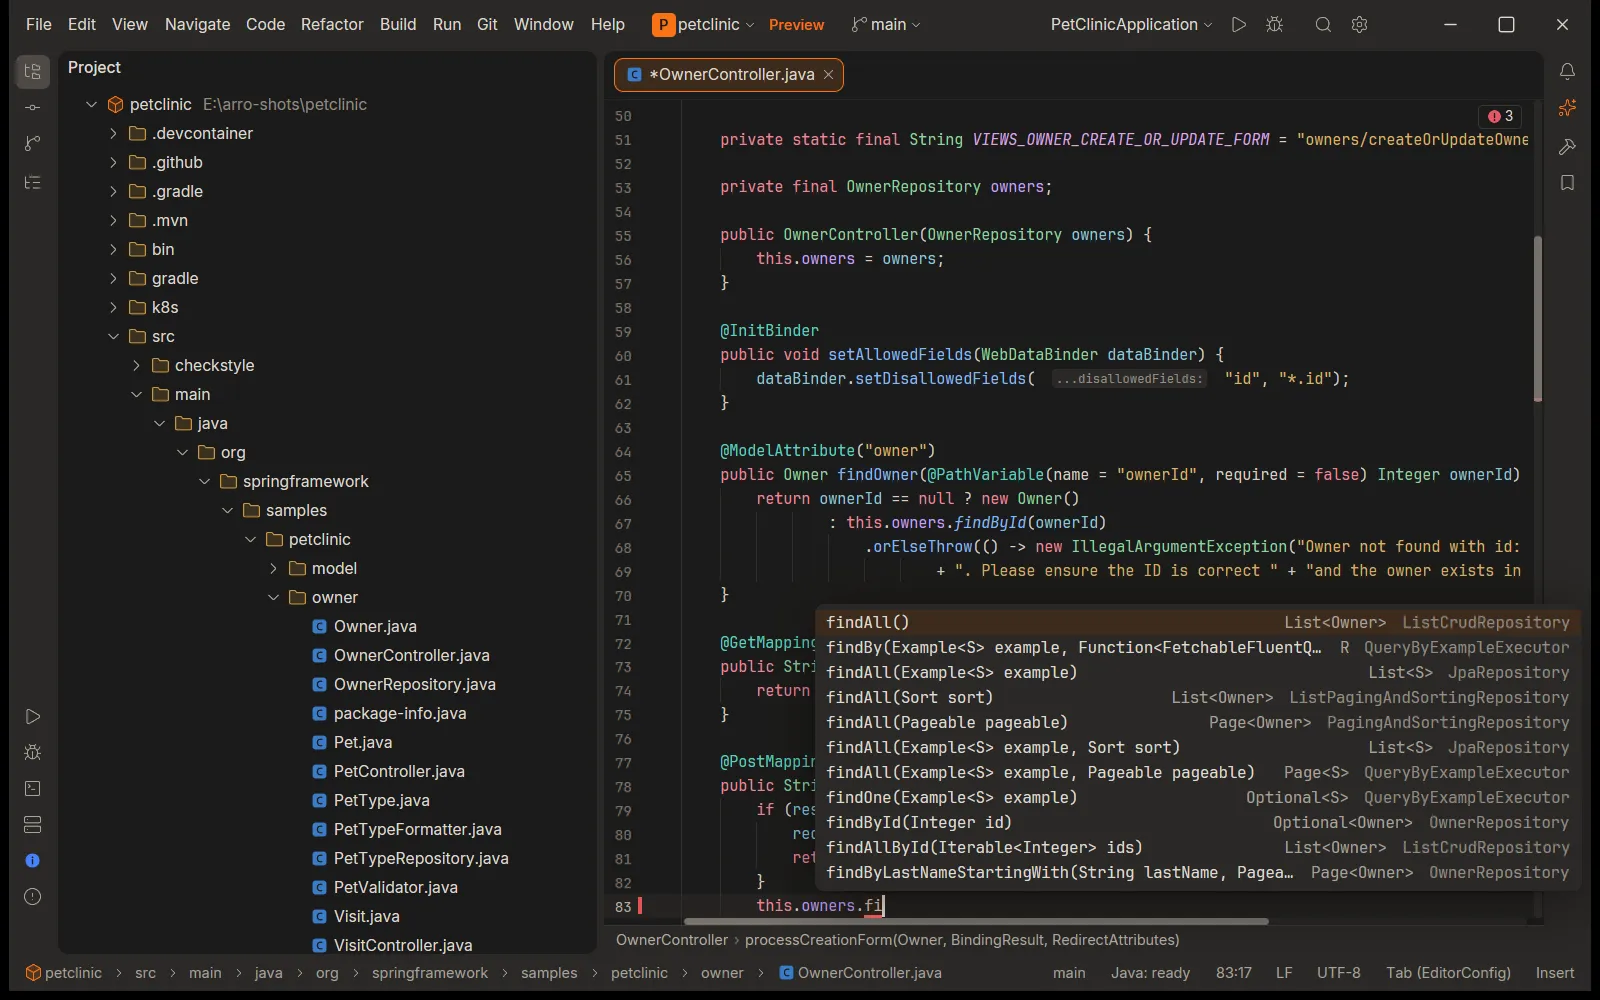 File Edit View Navigate Code Refactor Build Run Git Window Help P petclinic Preview main PetClinicApplication
Project
petclinic E:\arro-shots\petclinic
.devcontainer
.github
.gradle
.mvn
bin
gradle
k8s
src
checkstyle
main
java
org
springframework
samples
petclinic
model
owner
Owner.java
OwnerController.java
OwnerRepository.java
package-info.java
Pet.java
PetController.java
PetType.java
PetTypeFormatter.java
PetTypeRepository.java
PetValidator.java
Visit.java
VisitController.java
*OwnerController.java
3
50
51 private static final String VIEWS_OWNER_CREATE_OR_UPDATE_FORM = "owners/createOrUpdateOwne
52
53 private final OwnerRepository owners;
54
55 public OwnerController(OwnerRepository owners) {
56 this.owners = owners;
57 }
58
59 @InitBinder
60 public void setAllowedFields(WebDataBinder dataBinder) {
61 dataBinder.setDisallowedFields( ...disallowedFields: "id", "*.id");
62 }
63
64 @ModelAttribute("owner")
65 public Owner findOwner(@PathVariable(name = "ownerId", required = false) Integer ownerId)
66 return ownerId == null ? new Owner()
67 : this.owners.findById(ownerId)
68 .orElseThrow(() -> new IllegalArgumentException("Owner not found with id:
69 + ". Please ensure the ID is correct " + "and the owner exists in
70 }
71
72 @GetMapping
73 public Stri
74 return
75 }
76
77 @PostMappin
78 public Stri
79 if (res
80 red
81 ret
82 }
83 this.owners.fi
findAll() List<Owner> ListCrudRepository
findBy(Example<S> example, Function<FetchableFluentQ… R QueryByExampleExecutor
findAll(Example<S> example) List<S> JpaRepository
findAll(Sort sort) List<Owner> ListPagingAndSortingRepository
findAll(Pageable pageable) Page<Owner> PagingAndSortingRepository
findAll(Example<S> example, Sort sort) List<S> JpaRepository
findAll(Example<S> example, Pageable pageable) Page<S> QueryByExampleExecutor
findOne(Example<S> example) Optional<S> QueryByExampleExecutor
findById(Integer id) Optional<Owner> OwnerRepository
findAllById(Iterable<Integer> ids) List<Owner> ListCrudRepository
findByLastNameStartingWith(String lastName, Pagea… Page<Owner> OwnerRepository
OwnerController › processCreationForm(Owner, BindingResult, RedirectAttributes)
petclinic > src > main > java > org > springframework > samples > petclinic > owner > OwnerController.java main Java: ready 83:17 LF UTF-8 Tab (EditorConfig) Insert